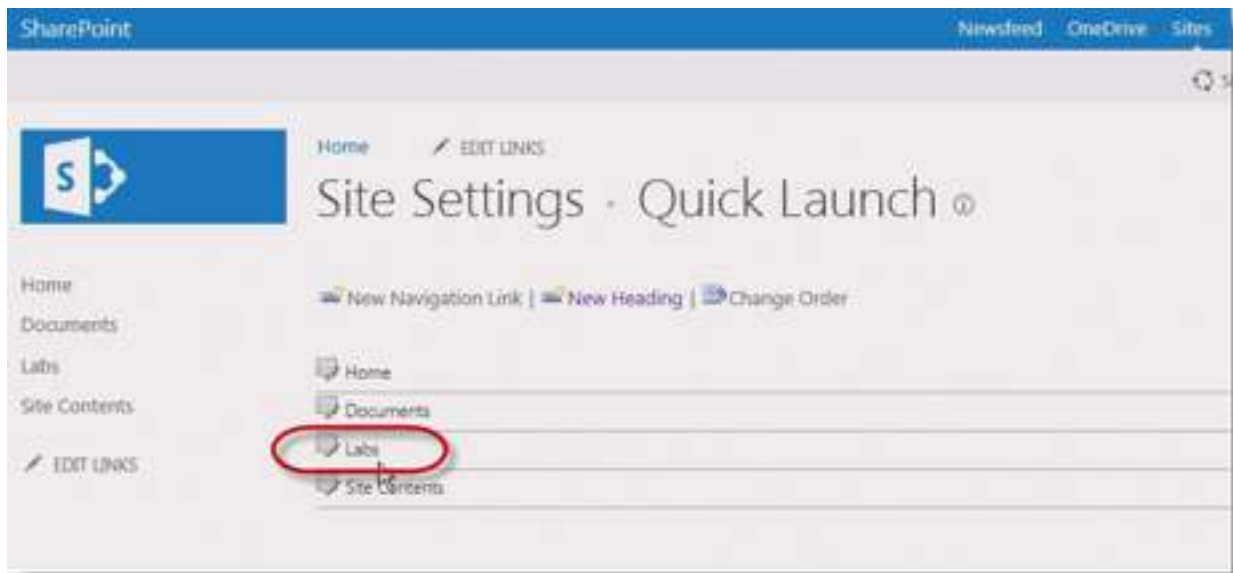 SharePoint
Newsfeed OneDrive Sites
S
Home EDIT LINKS
Site Settings · Quick Launch
Home
Documents
Labs
Site Contents
EDIT LINKS
New Navigation Link | New Heading | Change Order
Home
Documents
Labs
Site Contents